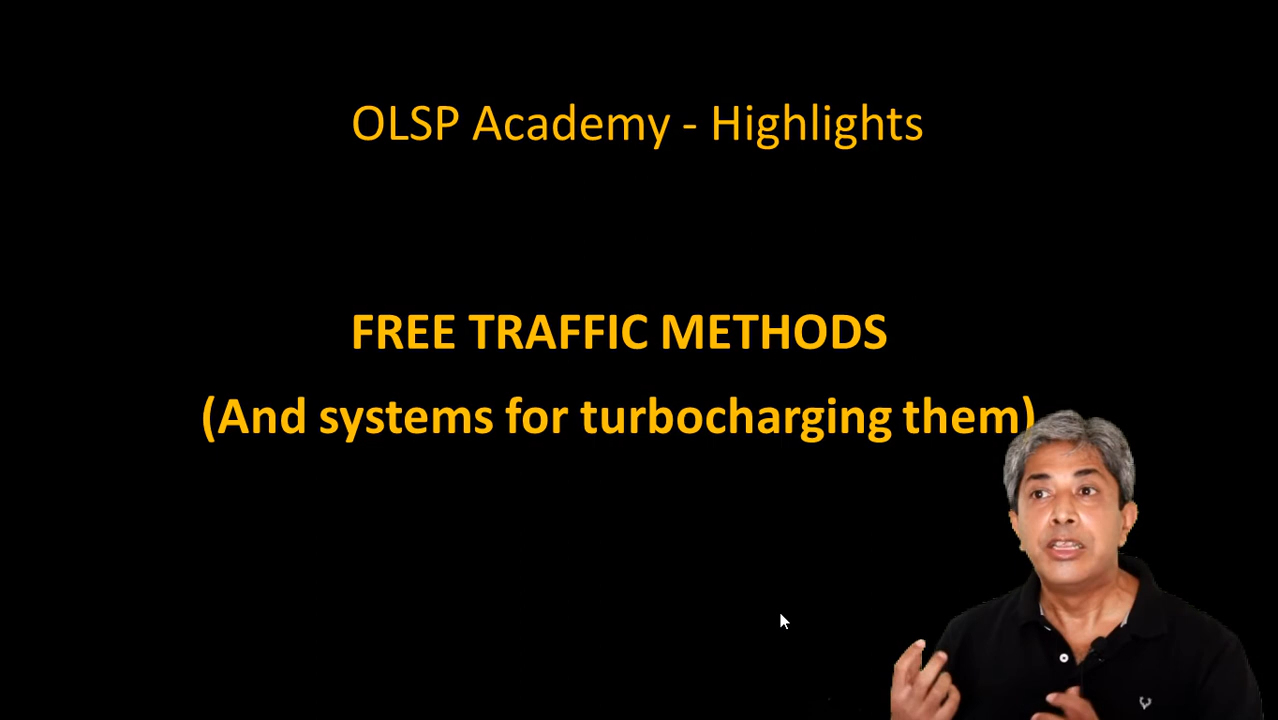 OLSP Academy - Highlights
FREE TRAFFIC METHODS
(And systems for turbocharging them)